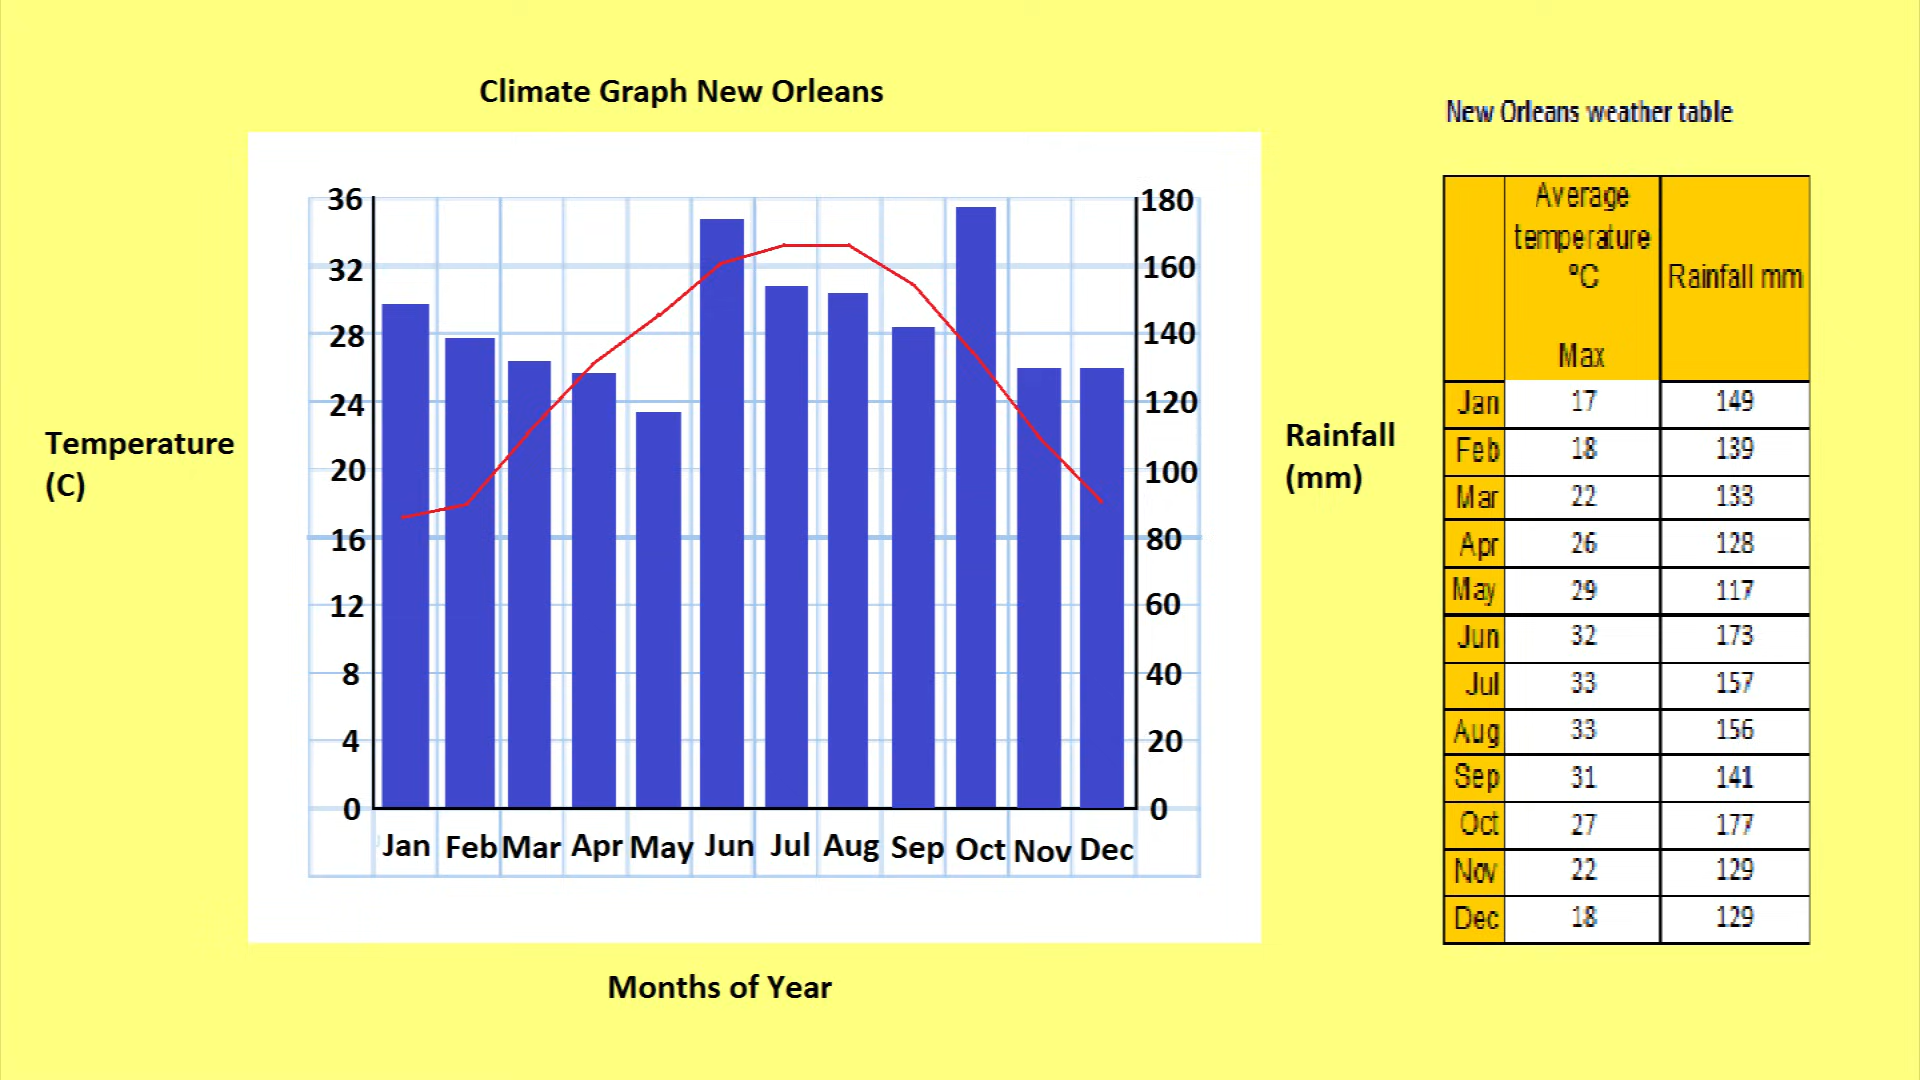 Climate Graph New Orleans
36
32
28
24
20
16
12
8
4
0
180
160
140
120
100
80
60
40
20
0
Temperature
(C)
Rainfall
(mm)
Jan Feb Mar Apr May Jun Jul Aug Sep Oct Nov Dec
Months of Year
New Orleans weather table
Average
temperature
ºC
Max
Rainfall mm
Jan 17 149
Feb 18 139
Mar 22 133
Apr 26 128
May 29 117
Jun 32 173
Jul 33 157
Aug 33 156
Sep 31 141
Oct 27 177
Nov 22 129
Dec 18 129